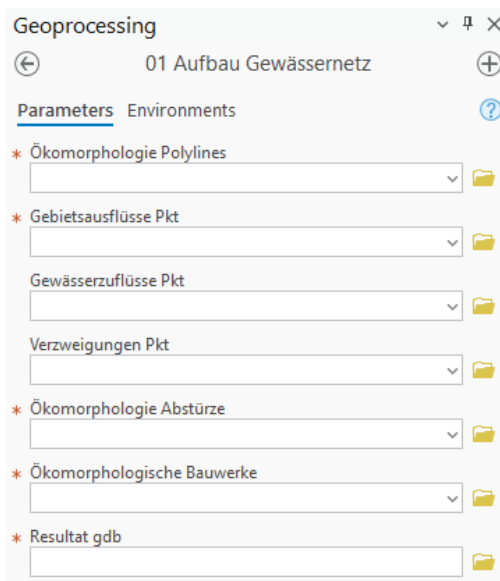 Geoprocessing
01 Aufbau Gewässernetz
Parameters Environments
* Ökomorphologie Polylines
* Gebietsausflüsse Pkt
Gewässerzuflüsse Pkt
Verzweigungen Pkt
* Ökomorphologie Abstürze
* Ökomorphologische Bauwerke
* Resultat gdb